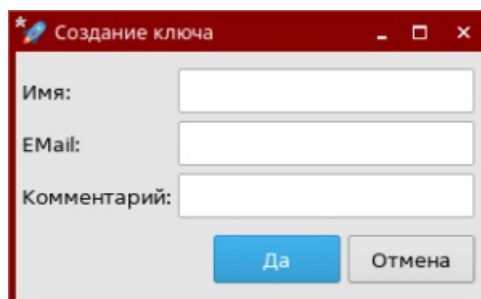 Создание ключа
Имя:
EMail:
Комментарий:
Да Отмена